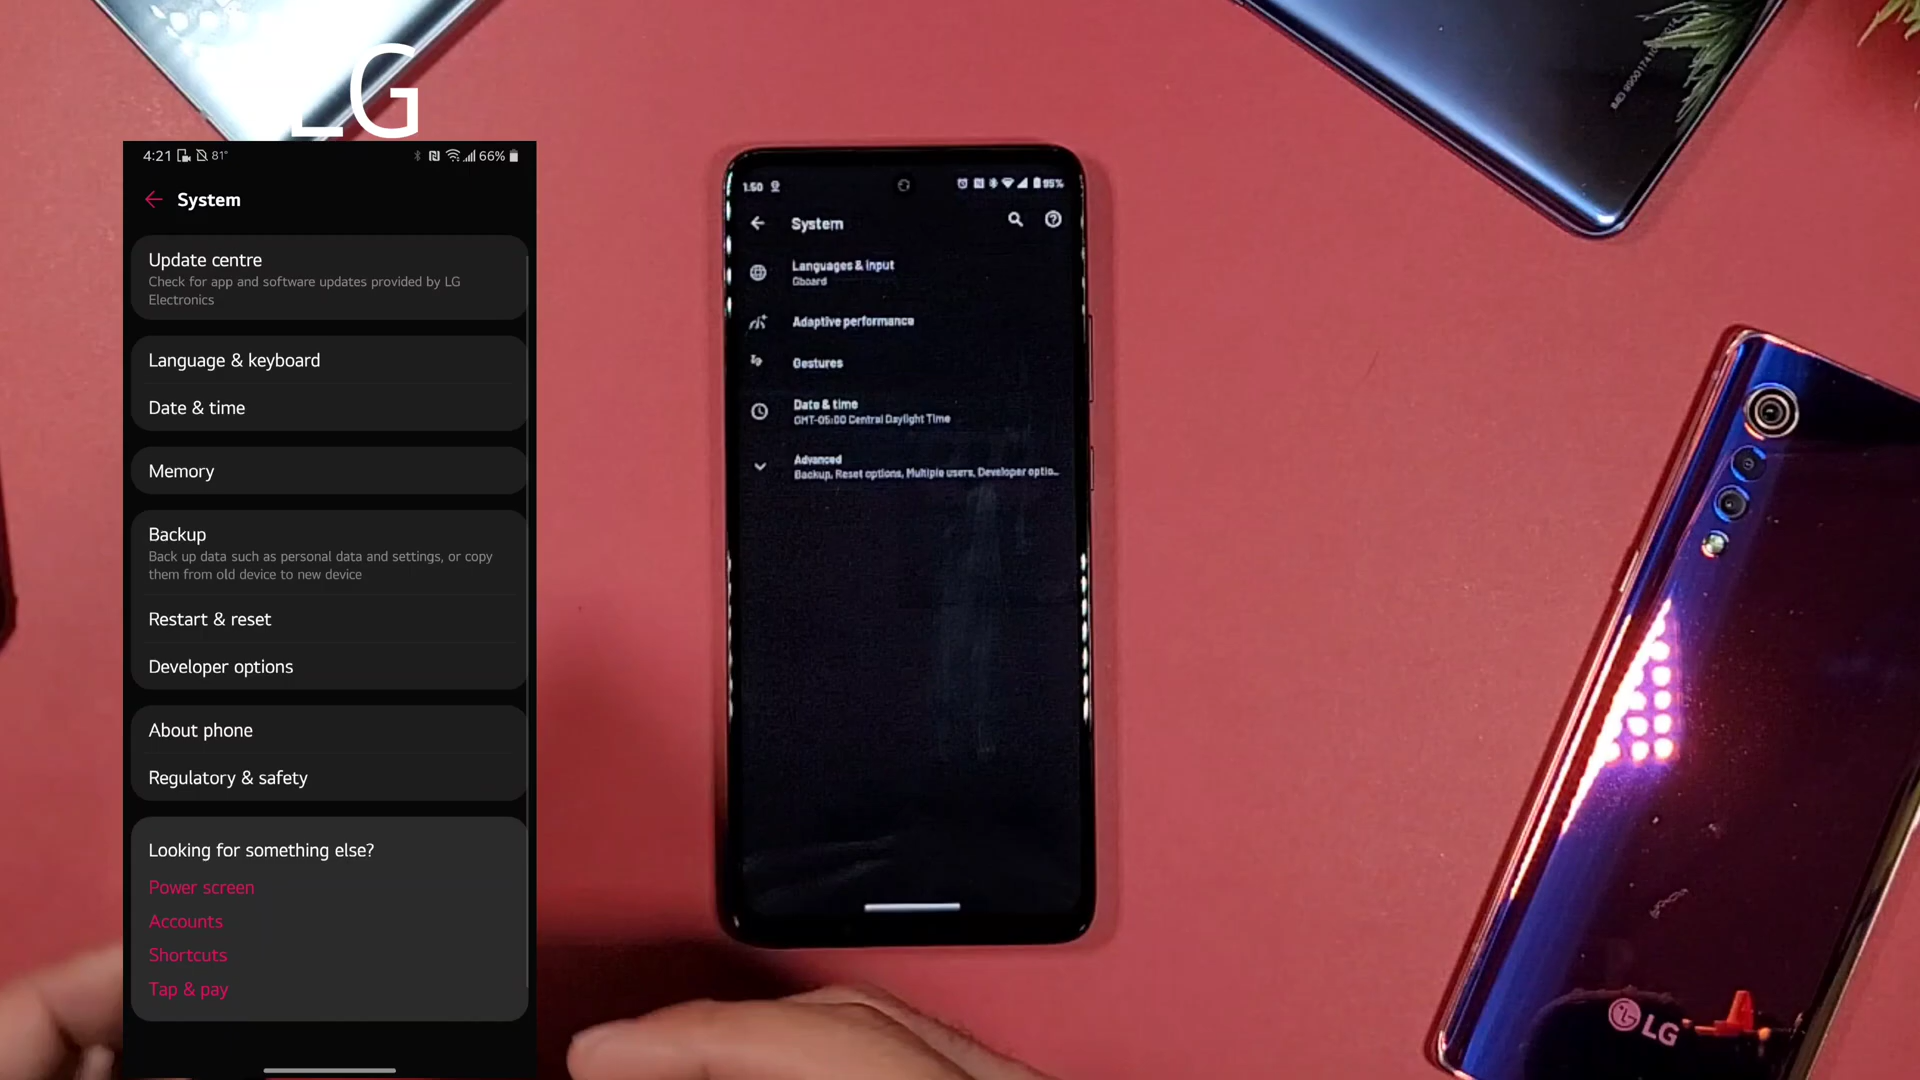 LG
4:21 81° 66%
System
Update centre
Check for app and software updates provided by LG
Electronics
Language & keyboard
Date & time
Memory
Backup
Back up data such as personal data and settings, or copy
them from old device to new device
Restart & reset
Developer options
About phone
Regulatory & safety
Looking for something else?
Power screen
Accounts
Shortcuts
Tap & pay
1:50 95%
System
Languages & input
Gboard
Adaptive performance
Gestures
Date & time
GMT-05:00 Central Daylight Time
Advanced
Backup, Reset options, Multiple users, Developer optio...
LG